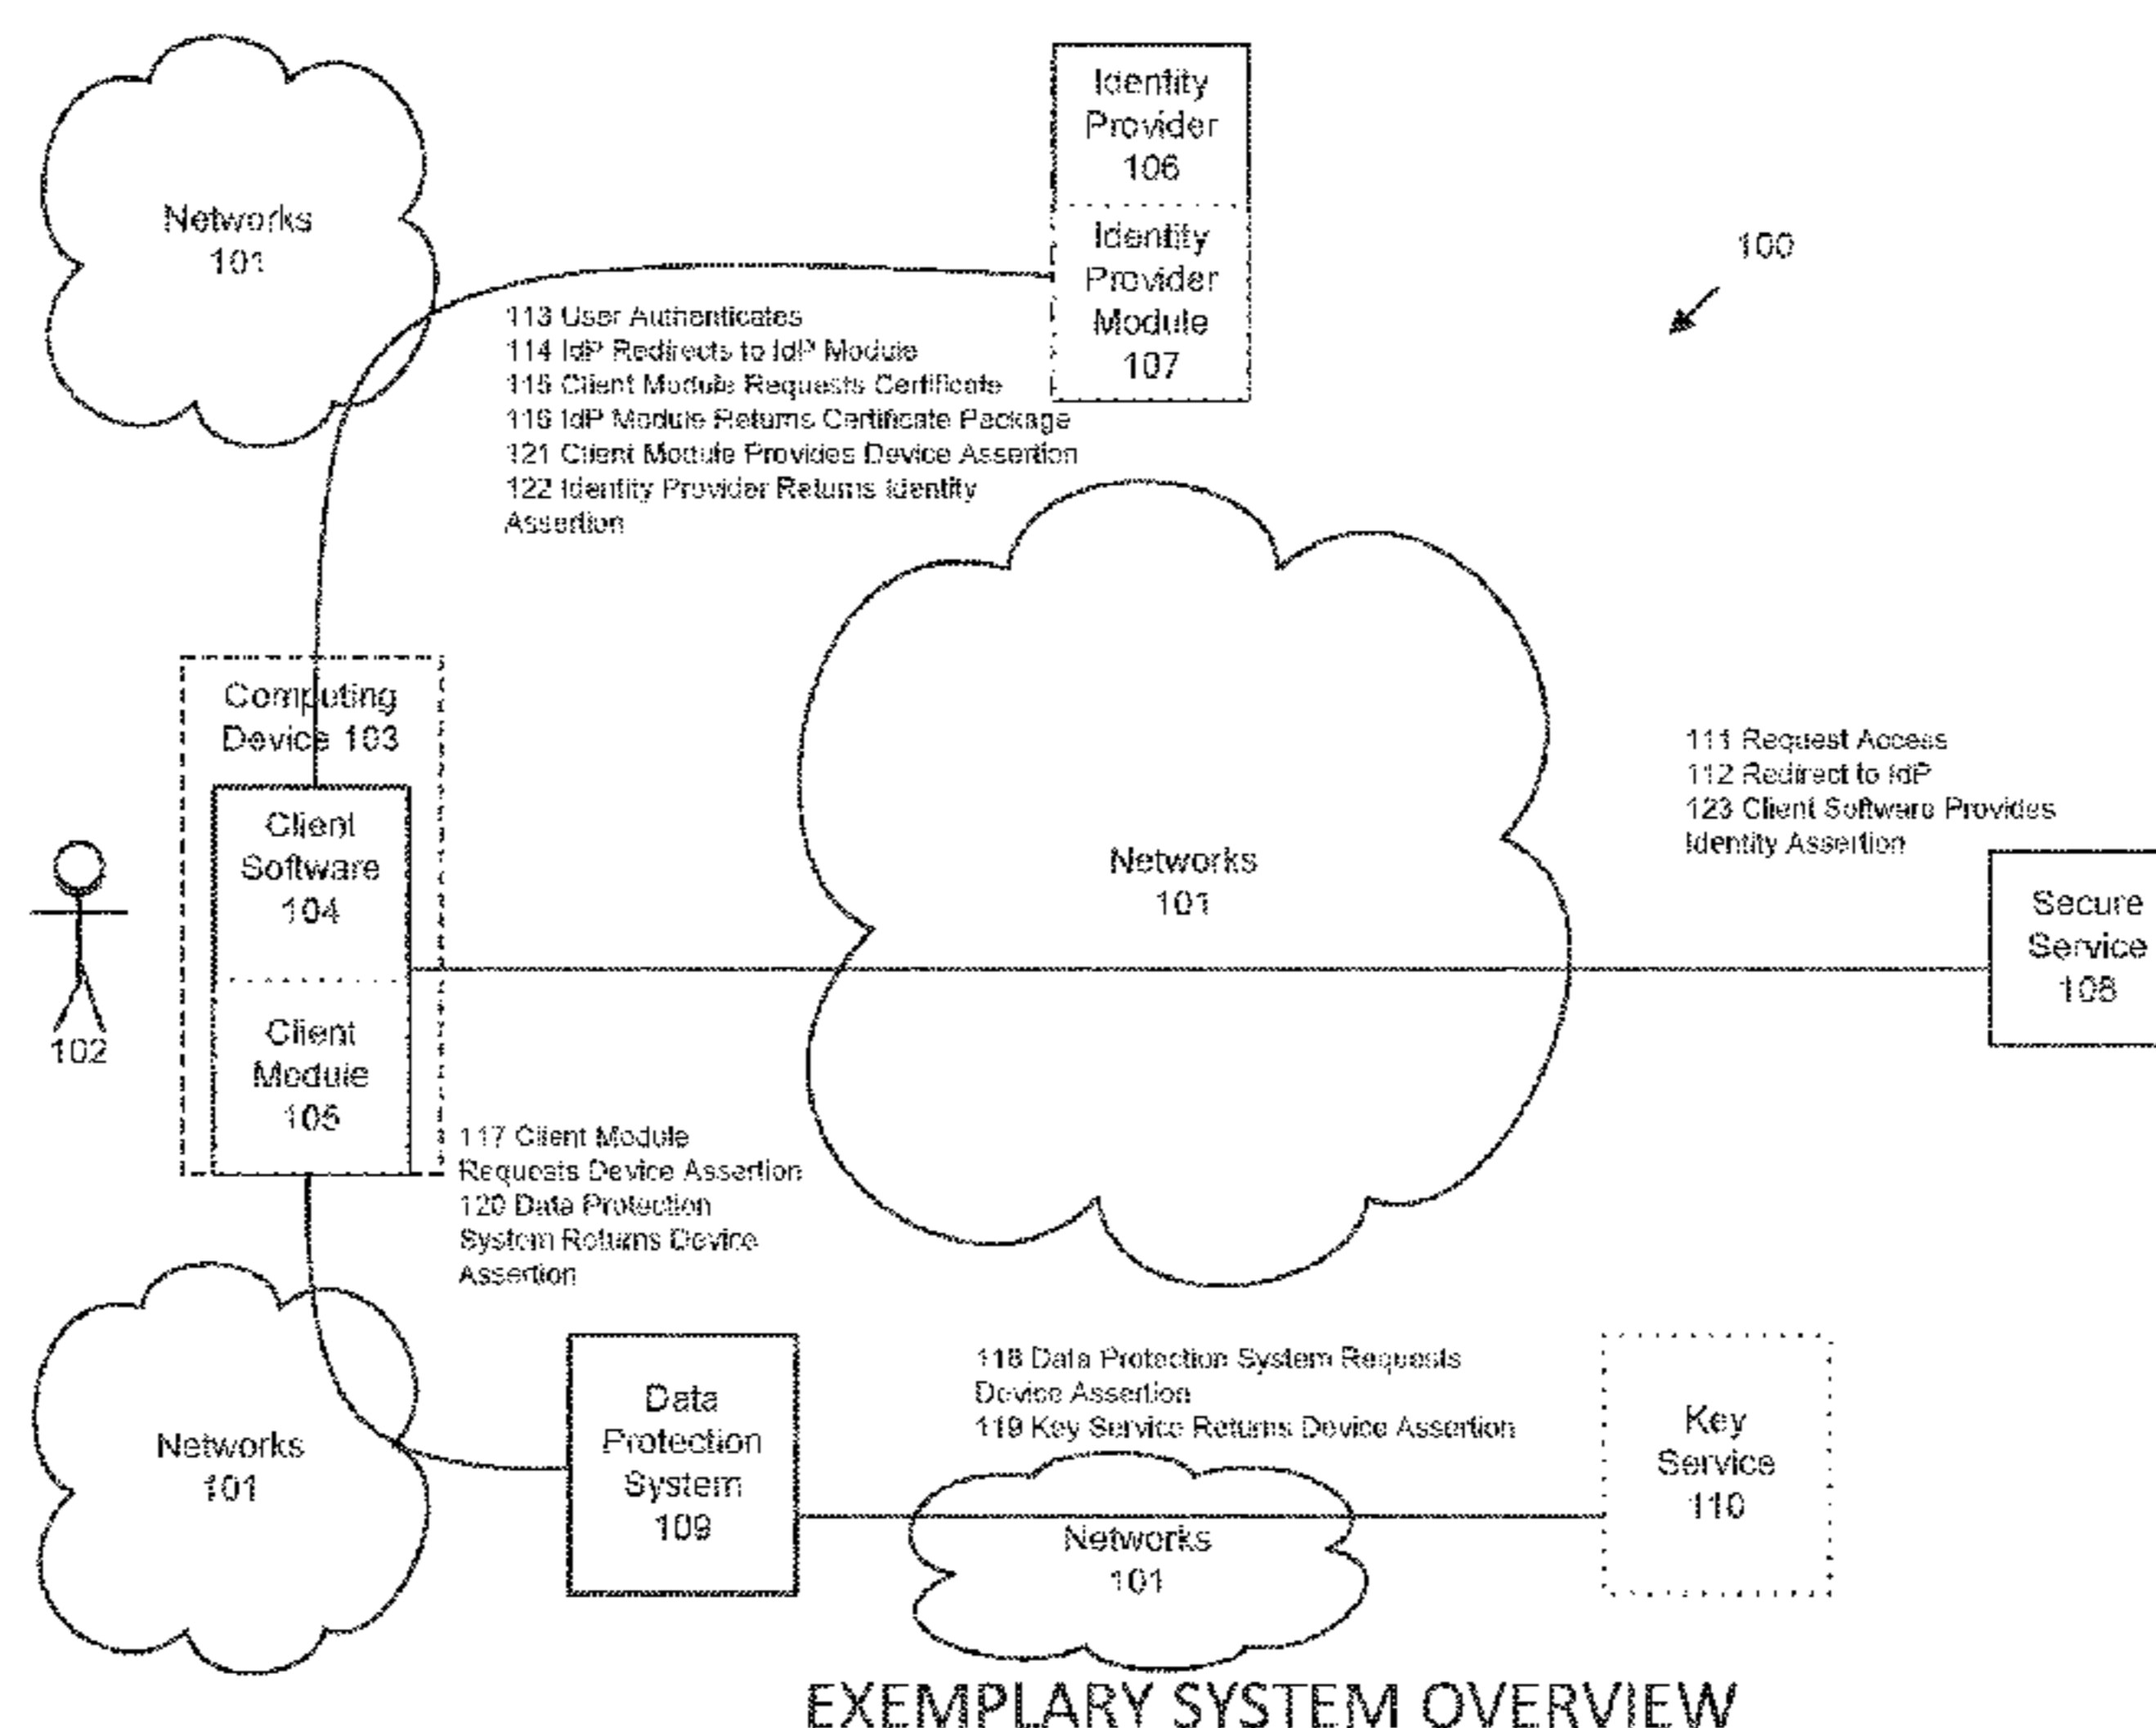 Identity
Provider
106
Networks
101
Identity
Provider
Module
107
100
113 User Authenticates
114 IdP Redirects to IdP Module
115 Client Module Requests Certificate
116 IdP Module Returns Certificate Package
121 Client Module Provides Device Assertion
122 Identity Provider Returns Identity
Assertion
Computing
Device 103
Client
Software
104
Client
Module
105
102
Networks
101
111 Request Access
112 Redirect to IdP
123 Client Software Provides
Identity Assertion
Secure
Service
108
117 Client Module
Requests Device Assertion
120 Data Protection
System Returns Device
Assertion
Networks
101
Data
Protection
System
109
118 Data Protection System Requests
Device Assertion
119 Key Service Returns Device Assertion
Networks
101
Key
Service
110
EXEMPLARY SYSTEM OVERVIEW